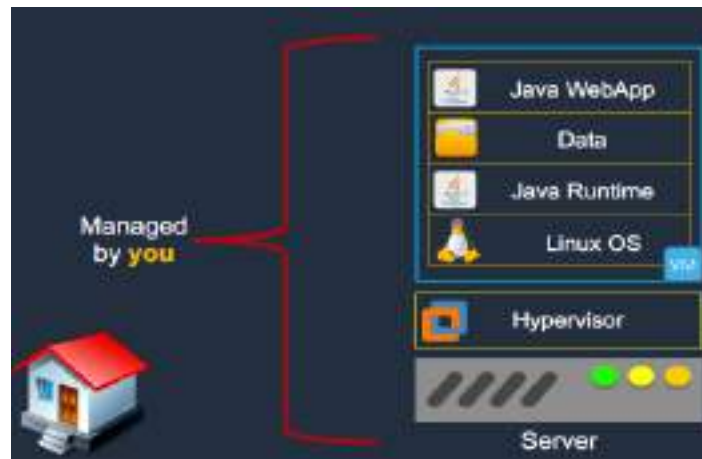 Java WebApp
Data
Java Runtime
Managed
by you
Linux OS
VM
Hypervisor
Server